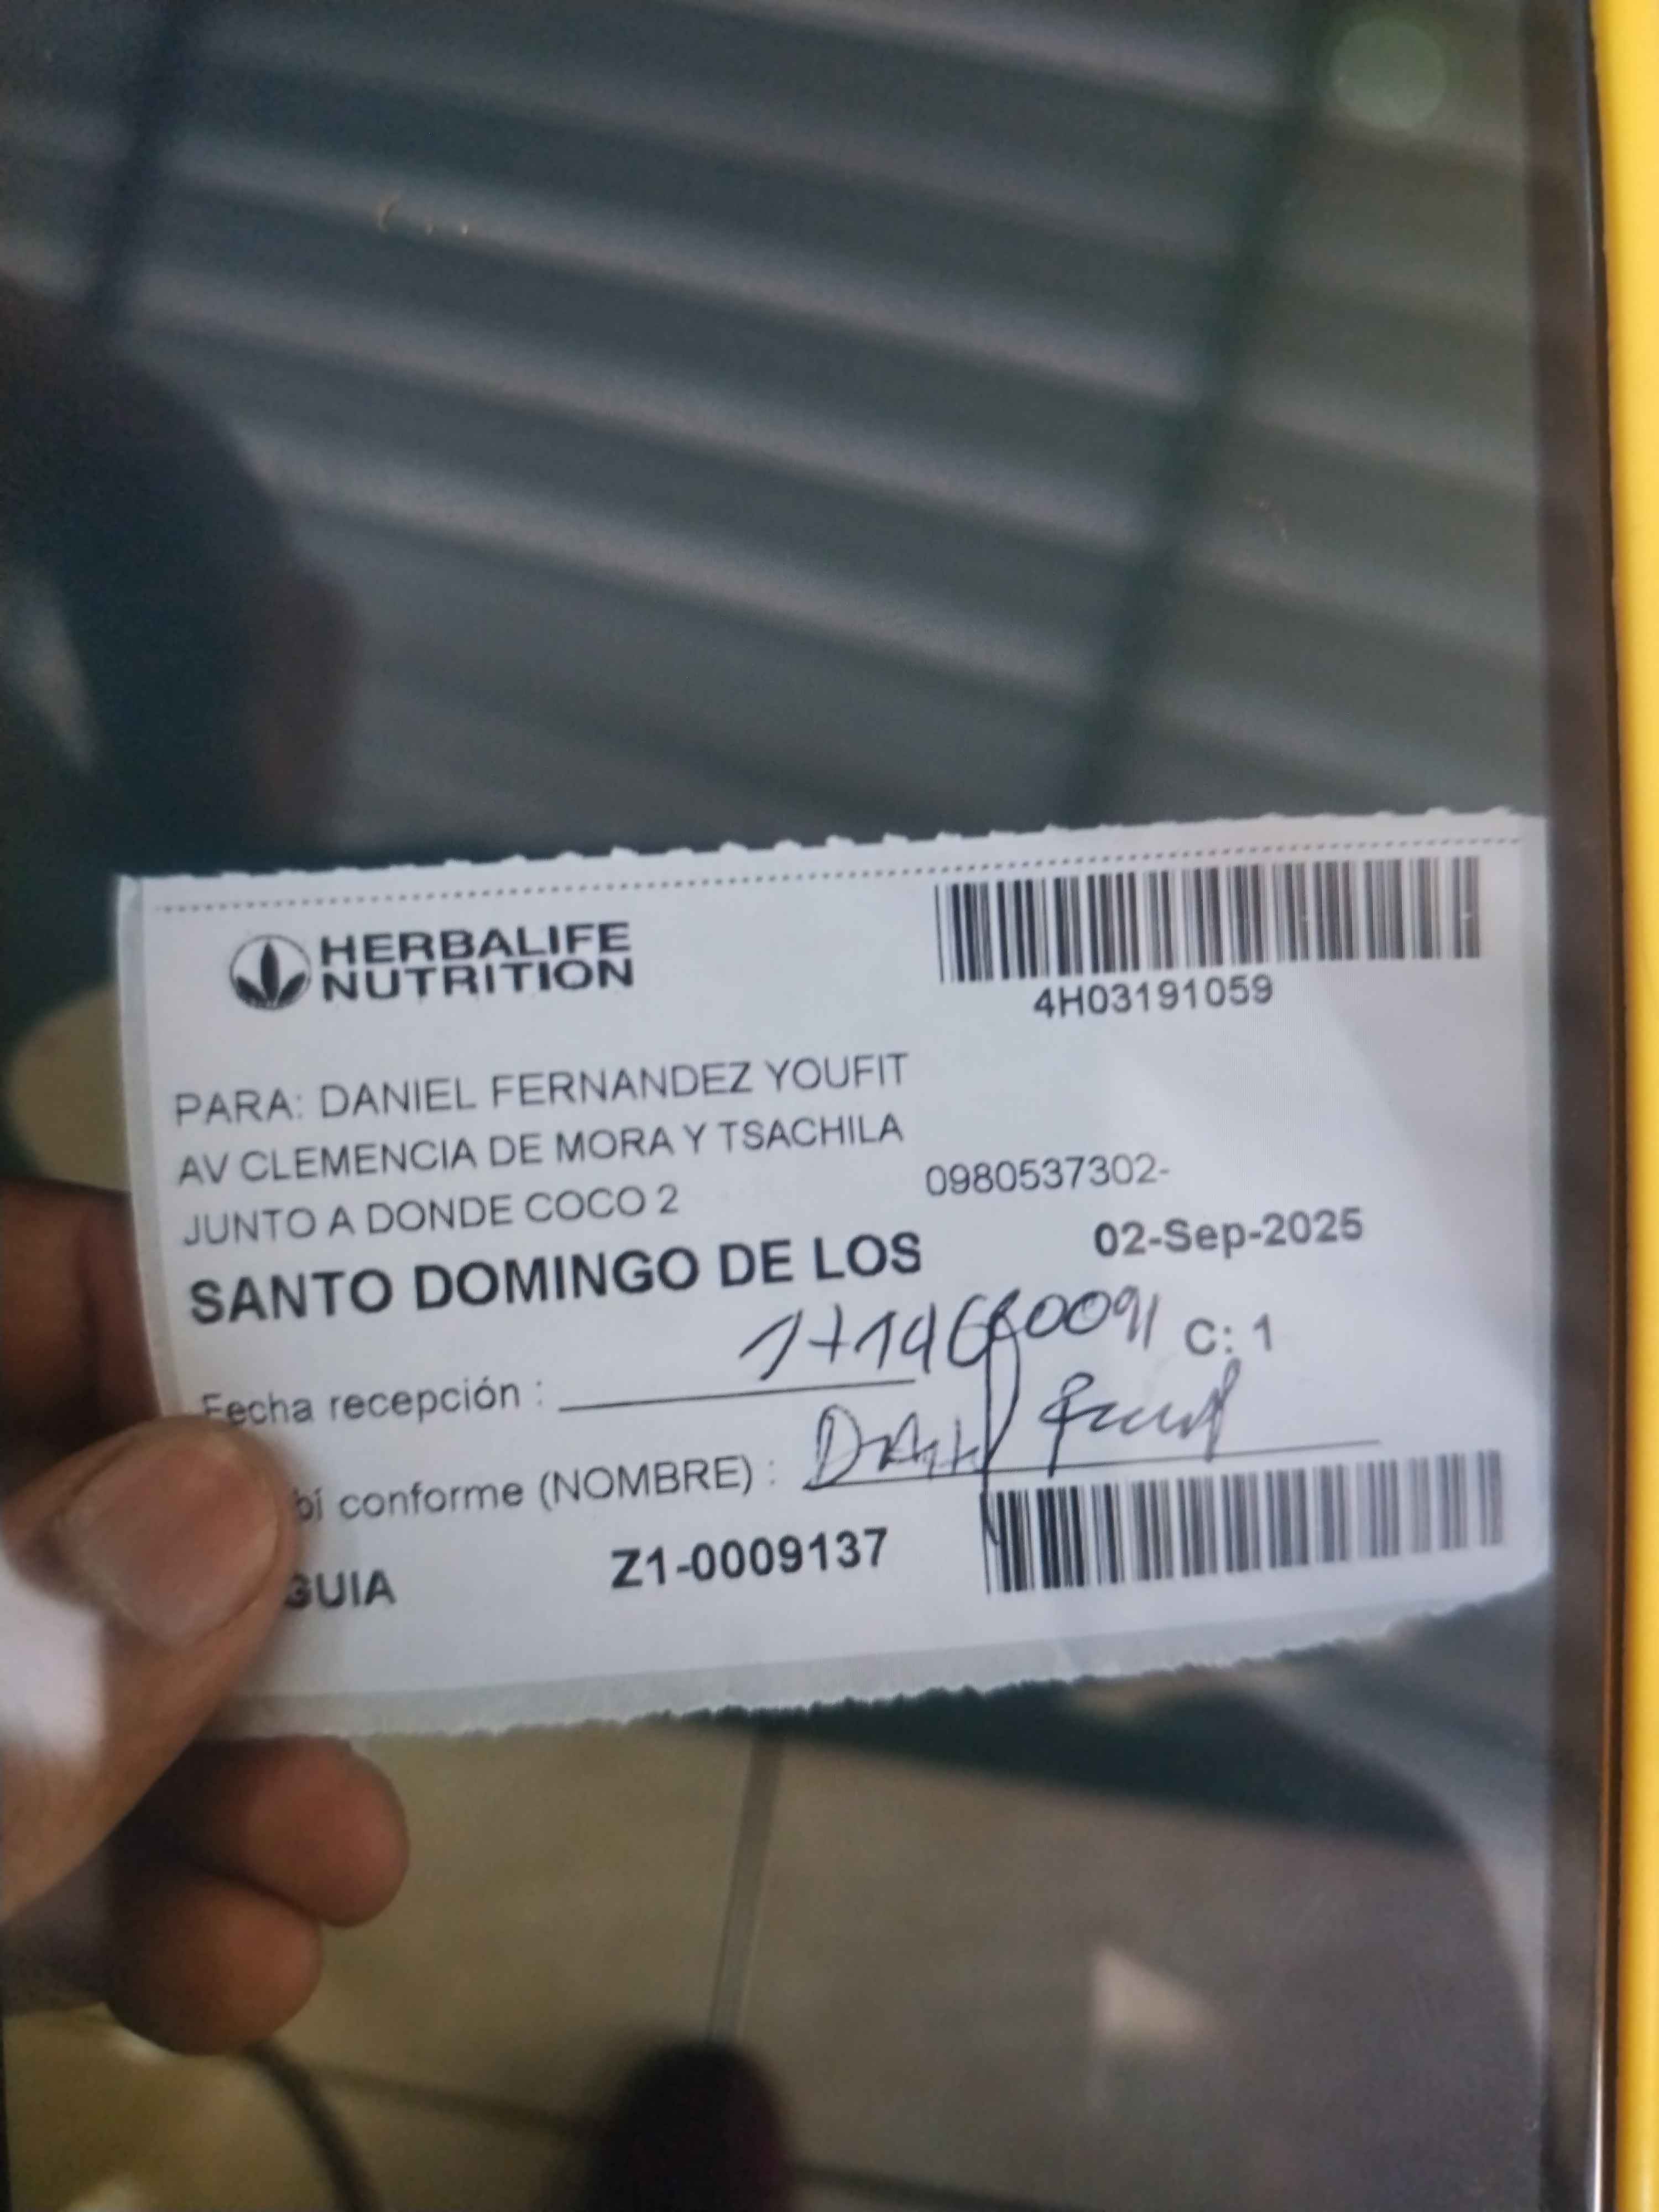 HERBALIFE
NUTRITION
4H03191059
PARA: DANIEL FERNANDEZ YOUFIT
AV CLEMENCIA DE MORA Y TSACHILA
JUNTO A DONDE COCO 2
0980537302-
SANTO DOMINGO DE LOS
02-Sep-2025
C: 1
Fecha recepción :
bí conforme (NOMBRE) :
GUIA Z1-0009137